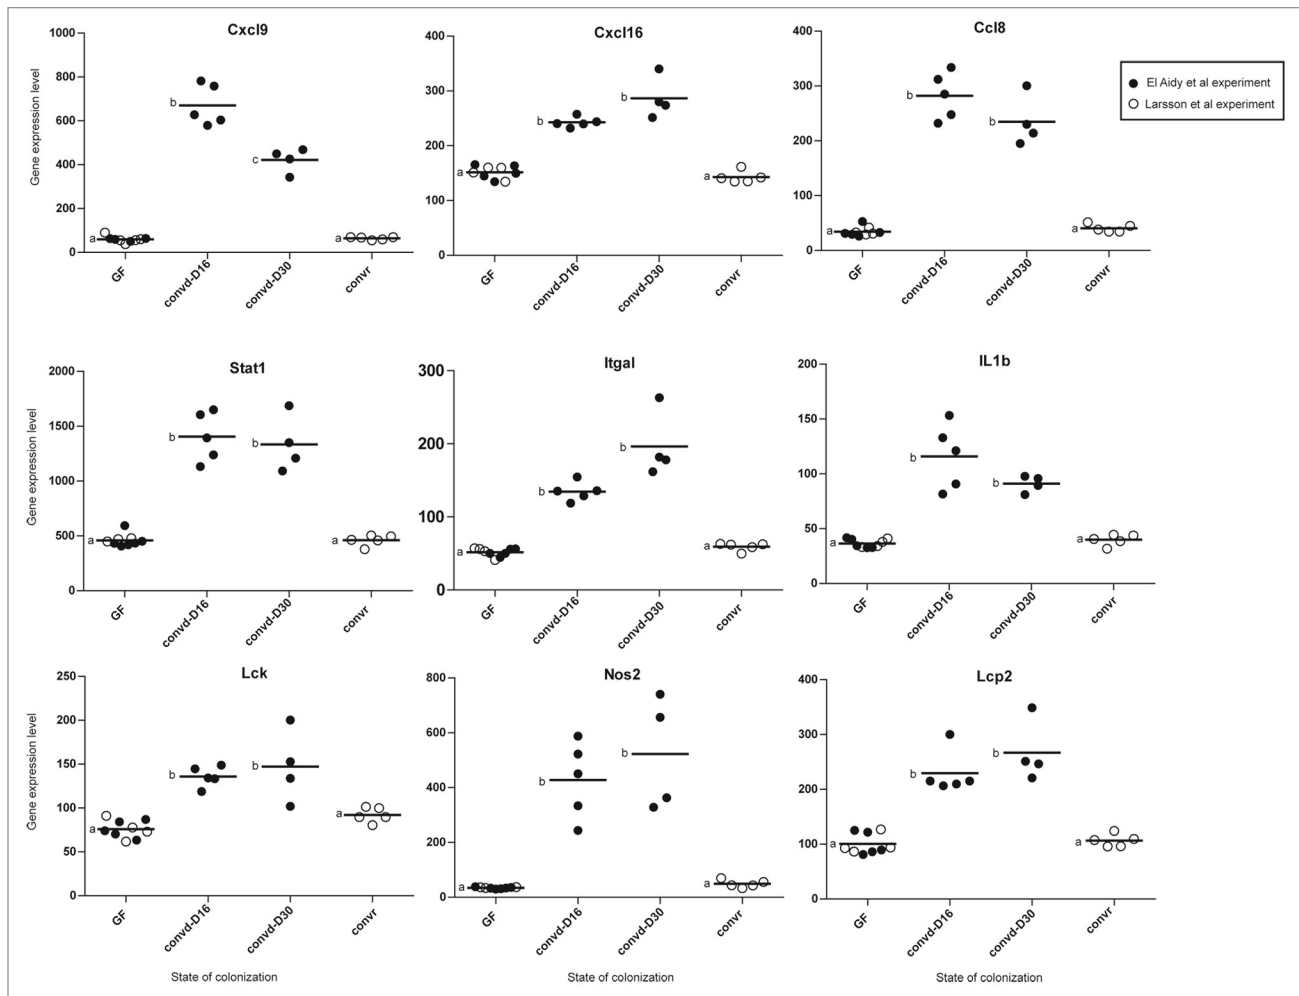 Cxcl9
Gene expression level
1000
800
600
400
200
0
a
b
c
GF
convd-D16
convd-D30
convr
Cxcl16
400
300
200
100
0
a
b
b
a
GF
convd-D16
convd-D30
convr
Ccl8
400
300
200
100
0
a
b
b
a
GF
convd-D16
convd-D30
convr
El Aidy et al experiment
Larsson et al experiment
a
Stat1
Gene expression level
2000
1500
1000
500
0
a
b
b
a
GF
convd-D16
convd-D30
convr
Itgal
300
200
100
0
a
b
b
a
GF
convd-D16
convd-D30
convr
IL1b
200
150
100
50
0
a
b
b
a
GF
convd-D16
convd-D30
convr
Lck
Gene expression level
250
200
150
100
50
0
a
b
b
a
GF
convd-D16
convd-D30
convr
State of colonization
Nos2
800
600
400
200
0
a
b
b
a
GF
convd-D16
convd-D30
convr
State of colonization
Lcp2
400
300
200
100
0
a
b
b
a
GF
convd-D16
convd-D30
convr
State of colonization